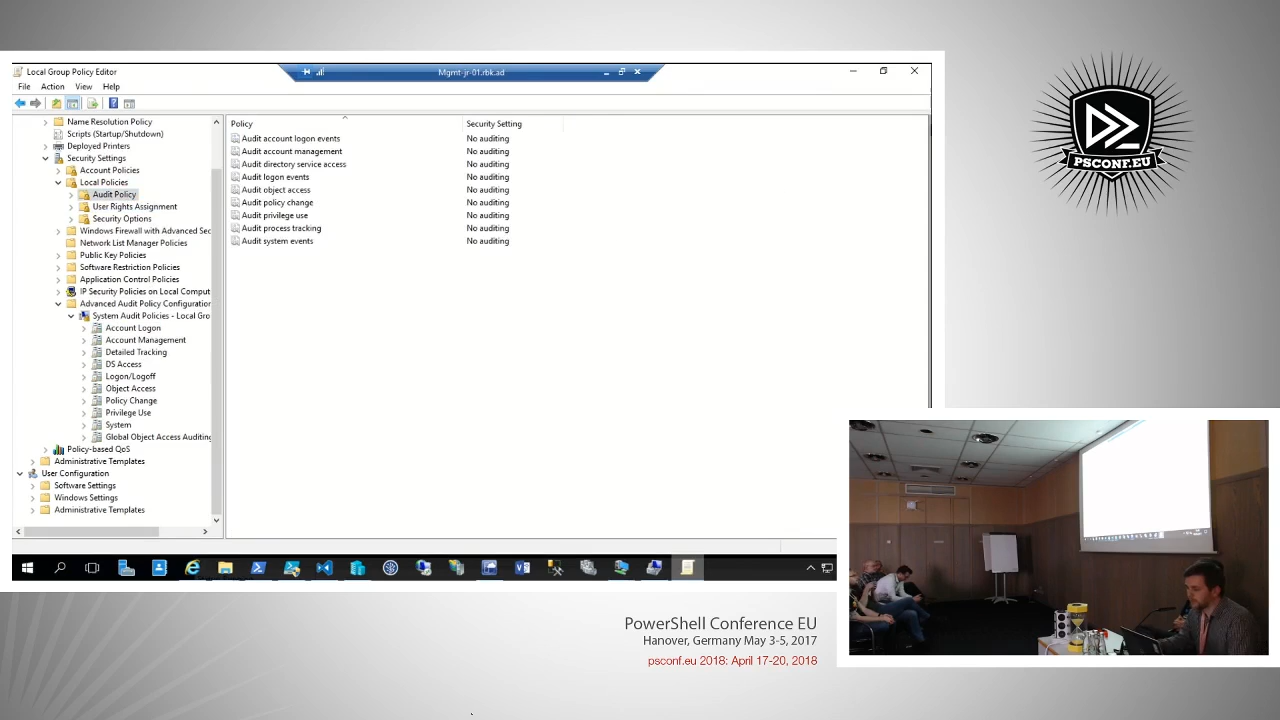 Local Group Policy Editor
Mgmt-jr-01.rbk.ad
File Action View Help
Name Resolution Policy
Scripts (Startup/Shutdown)
Deployed Printers
Security Settings
Account Policies
Local Policies
Audit Policy
User Rights Assignment
Security Options
Windows Firewall with Advanced Sec
Network List Manager Policies
Public Key Policies
Software Restriction Policies
Application Control Policies
IP Security Policies on Local Comput
Advanced Audit Policy Configuration
System Audit Policies - Local Gro
Account Logon
Account Management
Detailed Tracking
DS Access
Logon/Logoff
Object Access
Policy Change
Privilege Use
System
Global Object Access Auditing
Policy-based QoS
Administrative Templates
User Configuration
Software Settings
Windows Settings
Administrative Templates
Policy Security Setting
Audit account logon events No auditing
Audit account management No auditing
Audit directory service access No auditing
Audit logon events No auditing
Audit object access No auditing
Audit policy change No auditing
Audit privilege use No auditing
Audit process tracking No auditing
Audit system events No auditing
PSCONF.EU
PowerShell Conference EU
Hanover, Germany May 3-5, 2017
psconf.eu 2018: April 17-20, 2018